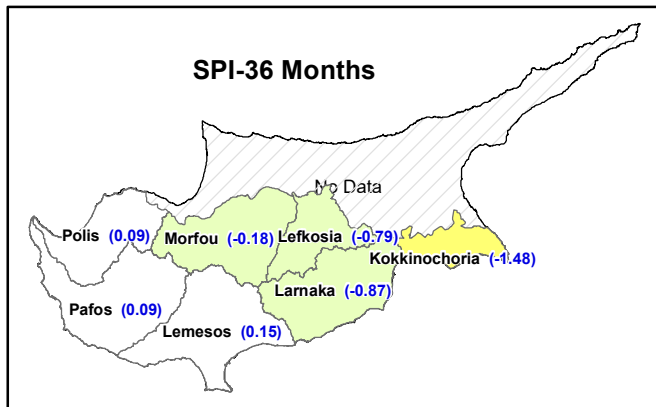 SPI-36 Months
No Data
Polis (0.09)
Morfou (-0.18)
Lefkosia (-0.79)
Kokkinochoria (-1.48)
Larnaka (-0.87)
Pafos (0.09)
Lemesos (0.15)